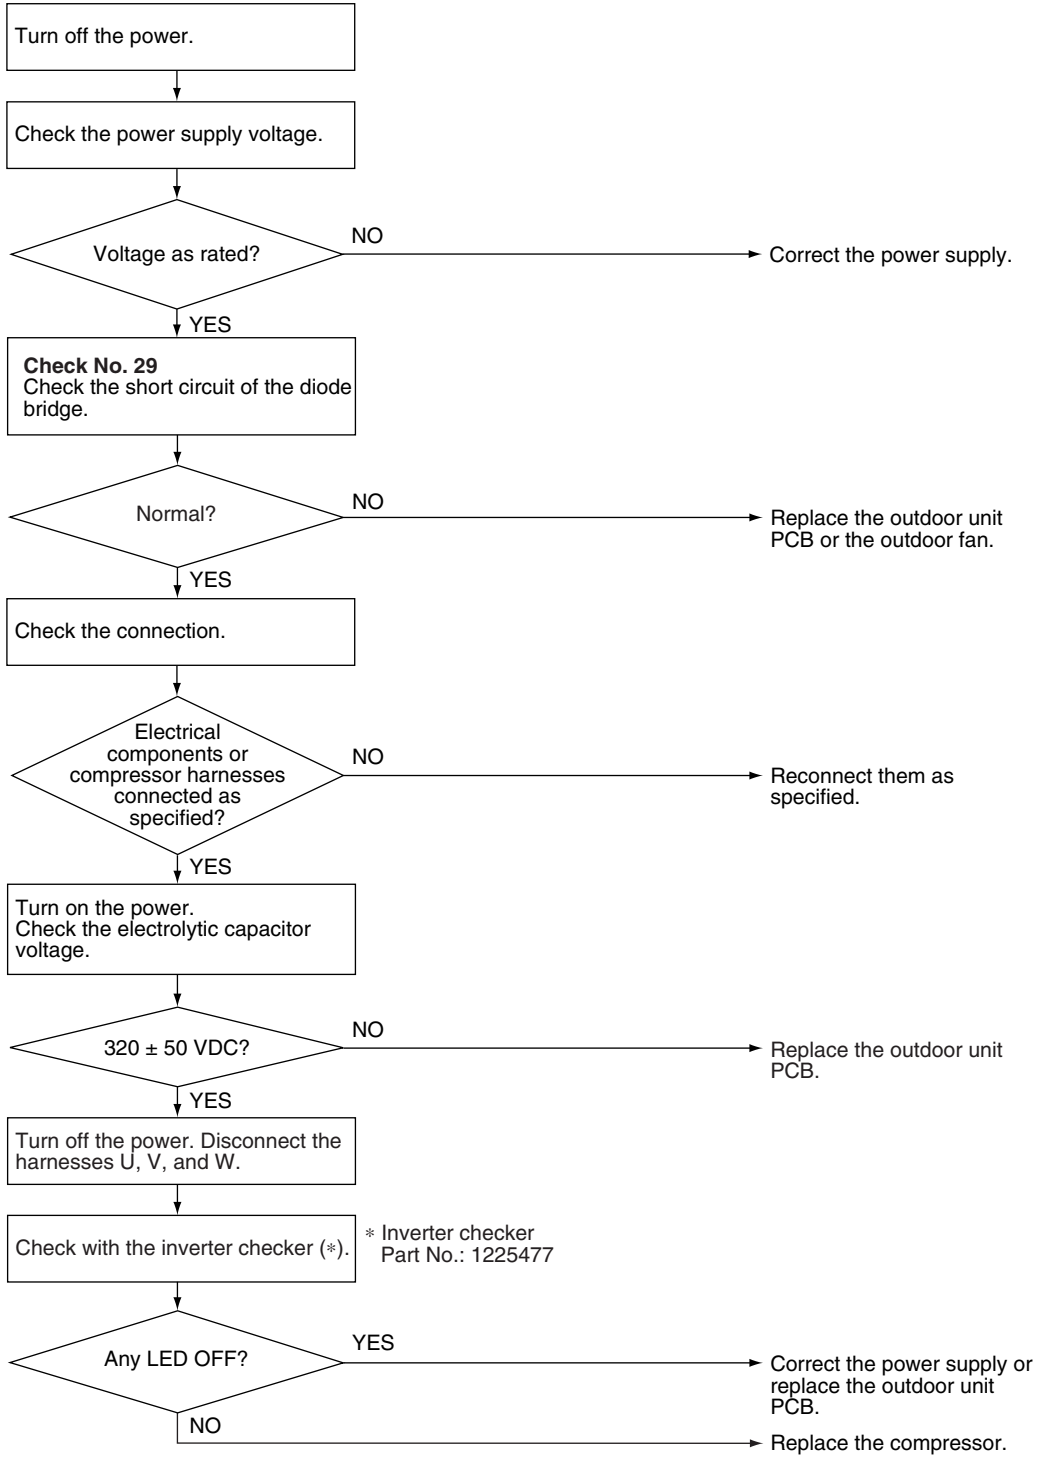 Turn off the power.
Check the power supply voltage.
Voltage as rated?
NO
Correct the power supply.
YES
Check No. 29
Check the short circuit of the diode
bridge.
Normal?
NO
Replace the outdoor unit
PCB or the outdoor fan.
YES
Check the connection.
Electrical
components or
compressor harnesses
connected as
specified?
NO
Reconnect them as
specified.
YES
Turn on the power.
Check the electrolytic capacitor
voltage.
320 ± 50 VDC?
NO
Replace the outdoor unit
PCB.
YES
Turn off the power. Disconnect the
harnesses U, V, and W.
Check with the inverter checker (∗).
∗ Inverter checker
Part No.: 1225477
Any LED OFF?
YES
Correct the power supply or
replace the outdoor unit
PCB.
NO
Replace the compressor.